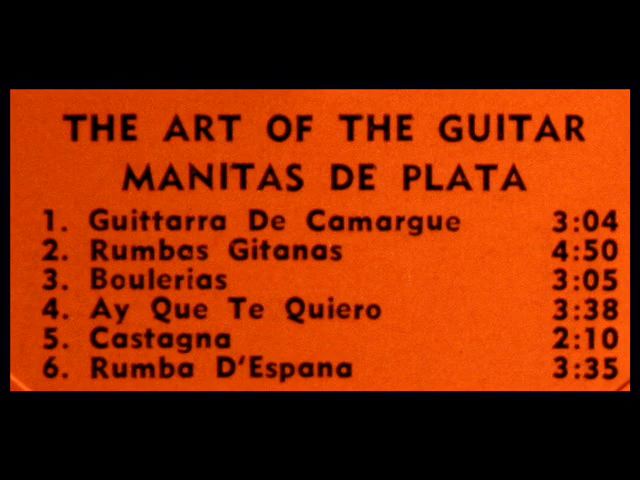 THE ART OF THE GUITAR
MANITAS DE PLATA
1. Guittarra De Camargue 3:04
2. Rumbas Gitanas 4:50
3. Boulerias 3:05
4. Ay Que Te Quiero 3:38
5. Castagna 2:10
6. Rumba D'Espana 3:35